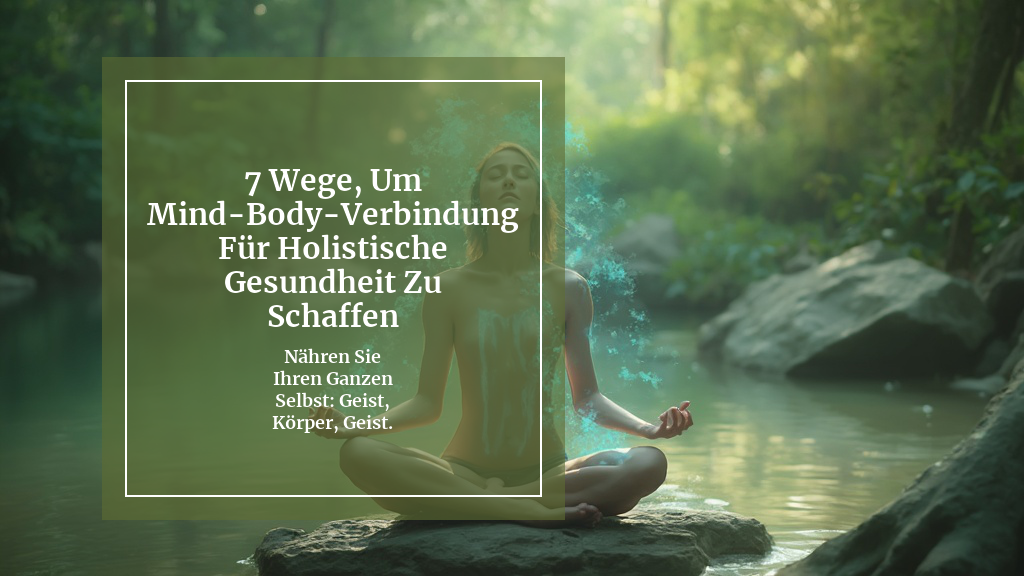 7 Wege, Um
Mind-Body-Verbindung
Für Holistische
Gesundheit Zu
Schaffen
Nähren Sie
Ihren Ganzen
Selbst: Geist,
Körper, Geist.